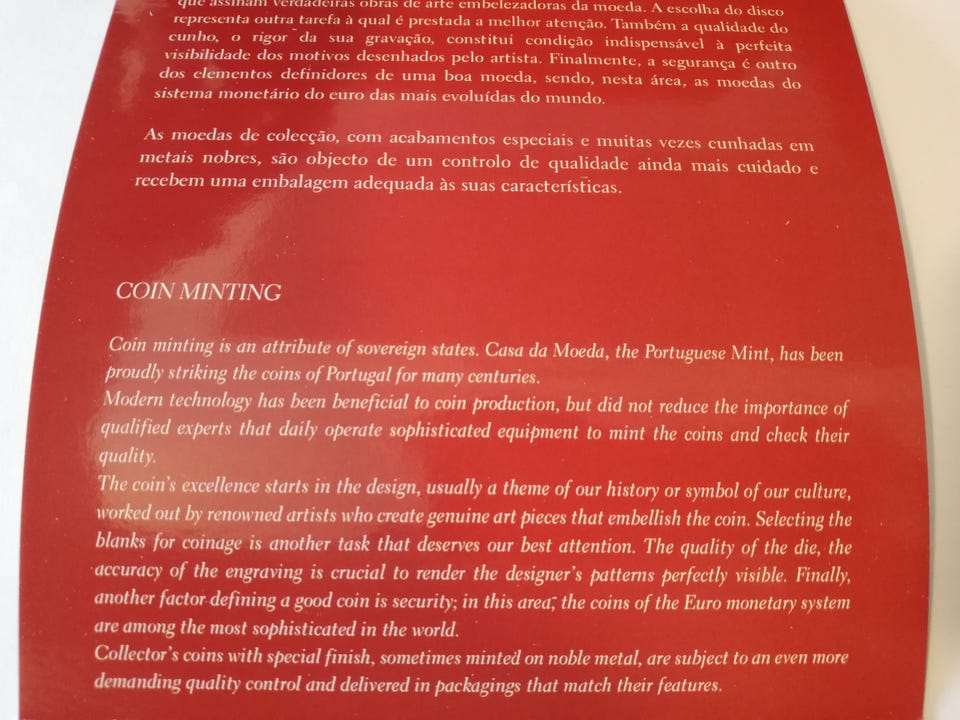 que assinam verdadeiras obras de arte embelezadoras da moeda. A escolha do disco
representa outra tarefa à qual é prestada a melhor atenção. Também a qualidade do
cunho, o rigor da sua gravação, constitui condição indispensável à perfeita
visibilidade dos motivos desenhados pelo artista. Finalmente, a segurança é outro
dos elementos definidores de uma boa moeda, sendo, nesta área, as moedas do
sistema monetário do euro das mais evoluídas do mundo.
As moedas de colecção, com acabamentos especiais e muitas vezes cunhadas em
metais nobres, são objecto de um controlo de qualidade ainda mais cuidado e
recebem uma embalagem adequada às suas características.
COIN MINTING
Coin minting is an attribute of sovereign states. Casa da Moeda, the Portuguese Mint, has been
proudly striking the coins of Portugal for many centuries.
Modern technology has been beneficial to coin production, but did not reduce the importance of
qualified experts that daily operate sophisticated equipment to mint the coins and check their
quality.
The coin's excellence starts in the design, usually a theme of our history or symbol of our culture,
worked out by renowned artists who create genuine art pieces that embellish the coin. Selecting the
blanks for coinage is another task that deserves our best attention. The quality of the die, the
accuracy of the engraving is crucial to render the designer's patterns perfectly visible. Finally,
another factor defining a good coin is security; in this area, the coins of the Euro monetary system
are among the most sophisticated in the world.
Collector's coins with special finish, sometimes minted on noble metal, are subject to an even more
demanding quality control and delivered in packagings that match their features.